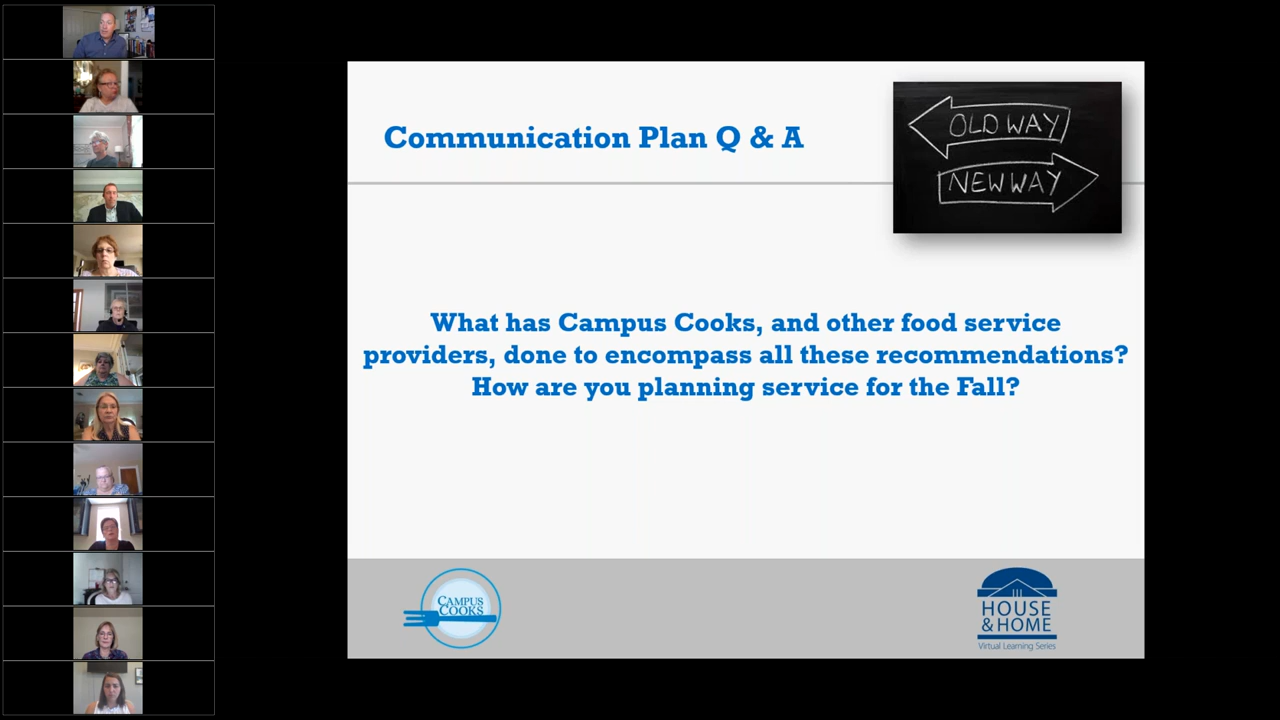 Communication Plan Q & A
OLD WAY
NEW WAY
What has Campus Cooks, and other food service
providers, done to encompass all these recommendations?
How are you planning service for the Fall?
CAMPUS
COOKS
HOUSE
& HOME
Virtual Learning Series